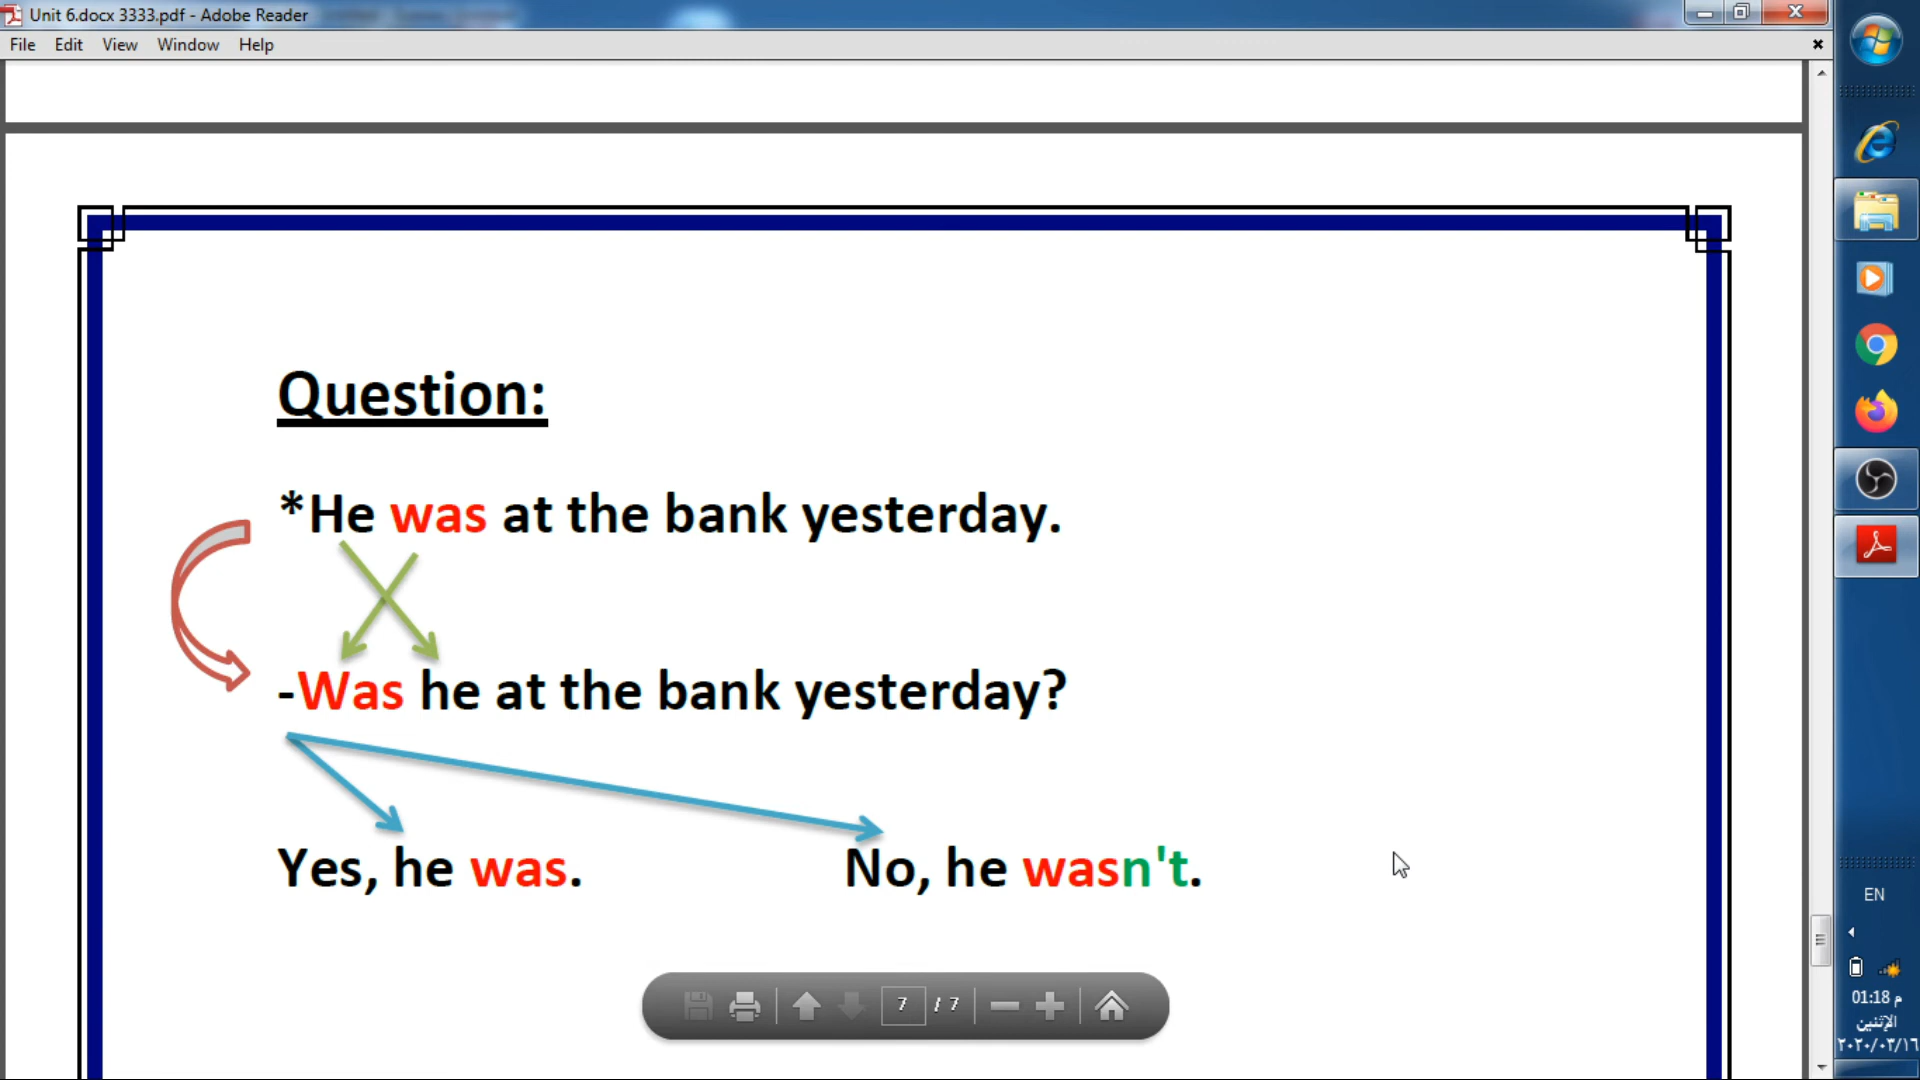 Unit 6.docx 3333.pdf - Adobe Reader
File Edit View Window Help
Question:
*He was at the bank yesterday.
-Was he at the bank yesterday?
Yes, he was. No, he wasn't.
7 / 7
EN
01:18 م
الإثنين
٢٠٢٠/٠٣/١٦